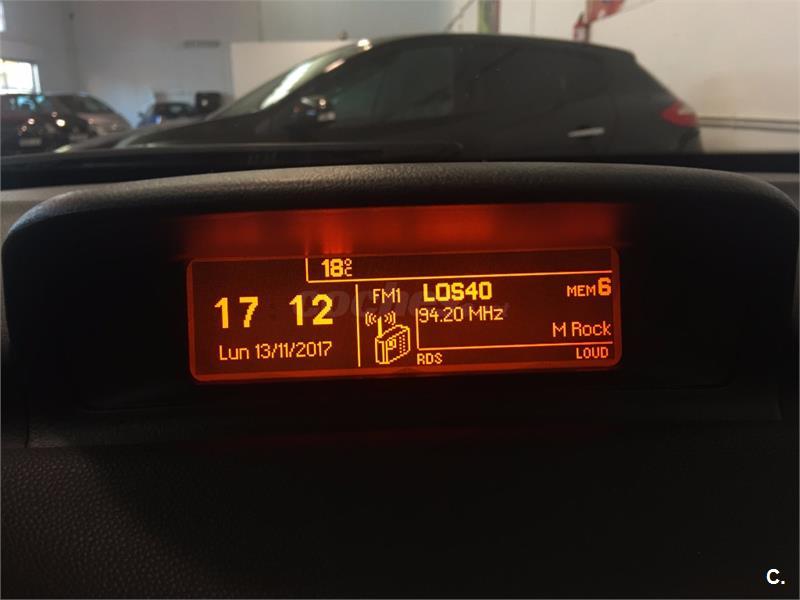 18°C
17 12
Lun 13/11/2017
FM1
LOS40
MEM6
94.20 MHz
M Rock
RDS
LOUD
C.